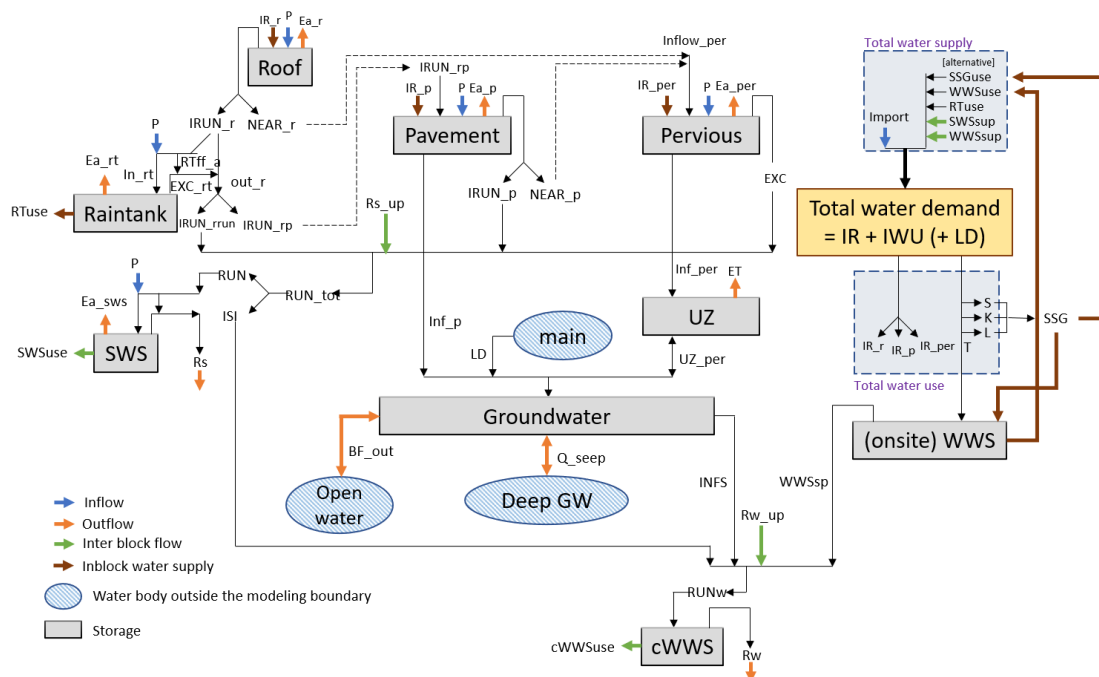 IR_r
P
Ea_r
Roof
IRUN_r
NEAR_r
P
Ea_rt
In_rt
RTff_a
EXC_rt
out_r
RTuse
Raintank
IRUN_rrun
IRUN_rp
Rs_up
IRUN_rp
IR_p
P
Ea_p
Pavement
IRUN_p
NEAR_p
Inflow_per
IR_per
P
Ea_per
Pervious
EXC
Total water supply
[alternative]
SSGuse
WWSuse
RTuse
SWSsup
WWSsup
Import
Total water demand
= IR + IWU (+ LD)
P
RUN
RUN_tot
ISI
Ea_sws
SWSuse
SWS
Rs
Inf_p
LD
main
Inf_per
ET
UZ
UZ_per
IR_r
IR_p
IR_per
S
K
L
T
SSG
Total water use
Groundwater
(onsite) WWS
BF_out
Q_seep
Open
water
Deep GW
INFS
WWSsp
Rw_up
Inflow
Outflow
Inter block flow
Inblock water supply
Water body outside the modeling boundary
Storage
RUNw
cWWSuse
cWWS
Rw